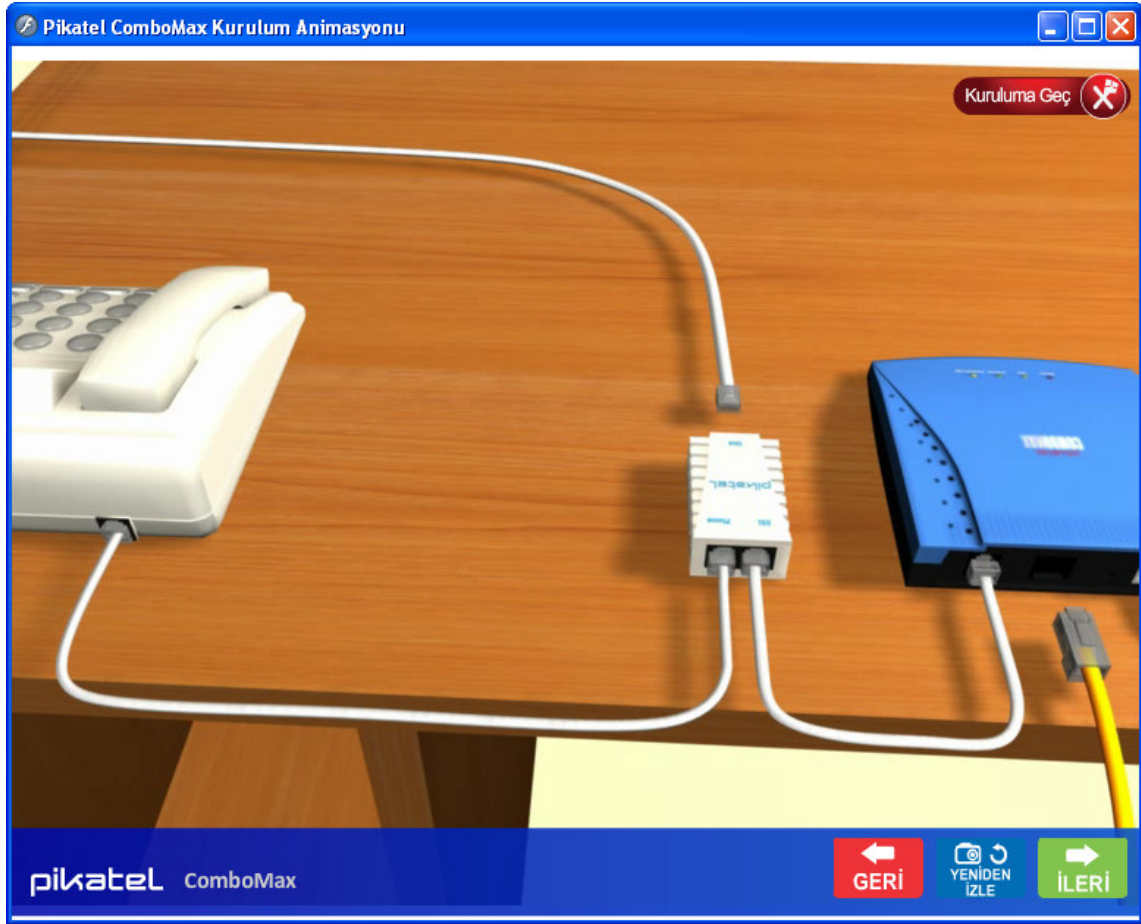 Pikatel ComboMax Kurulum Animasyonu
Kuruluma Geç
Line
pikatel
Phone
DSL
pikatel ComboMax
GERİ
YENİDEN
İZLE
İLERİ